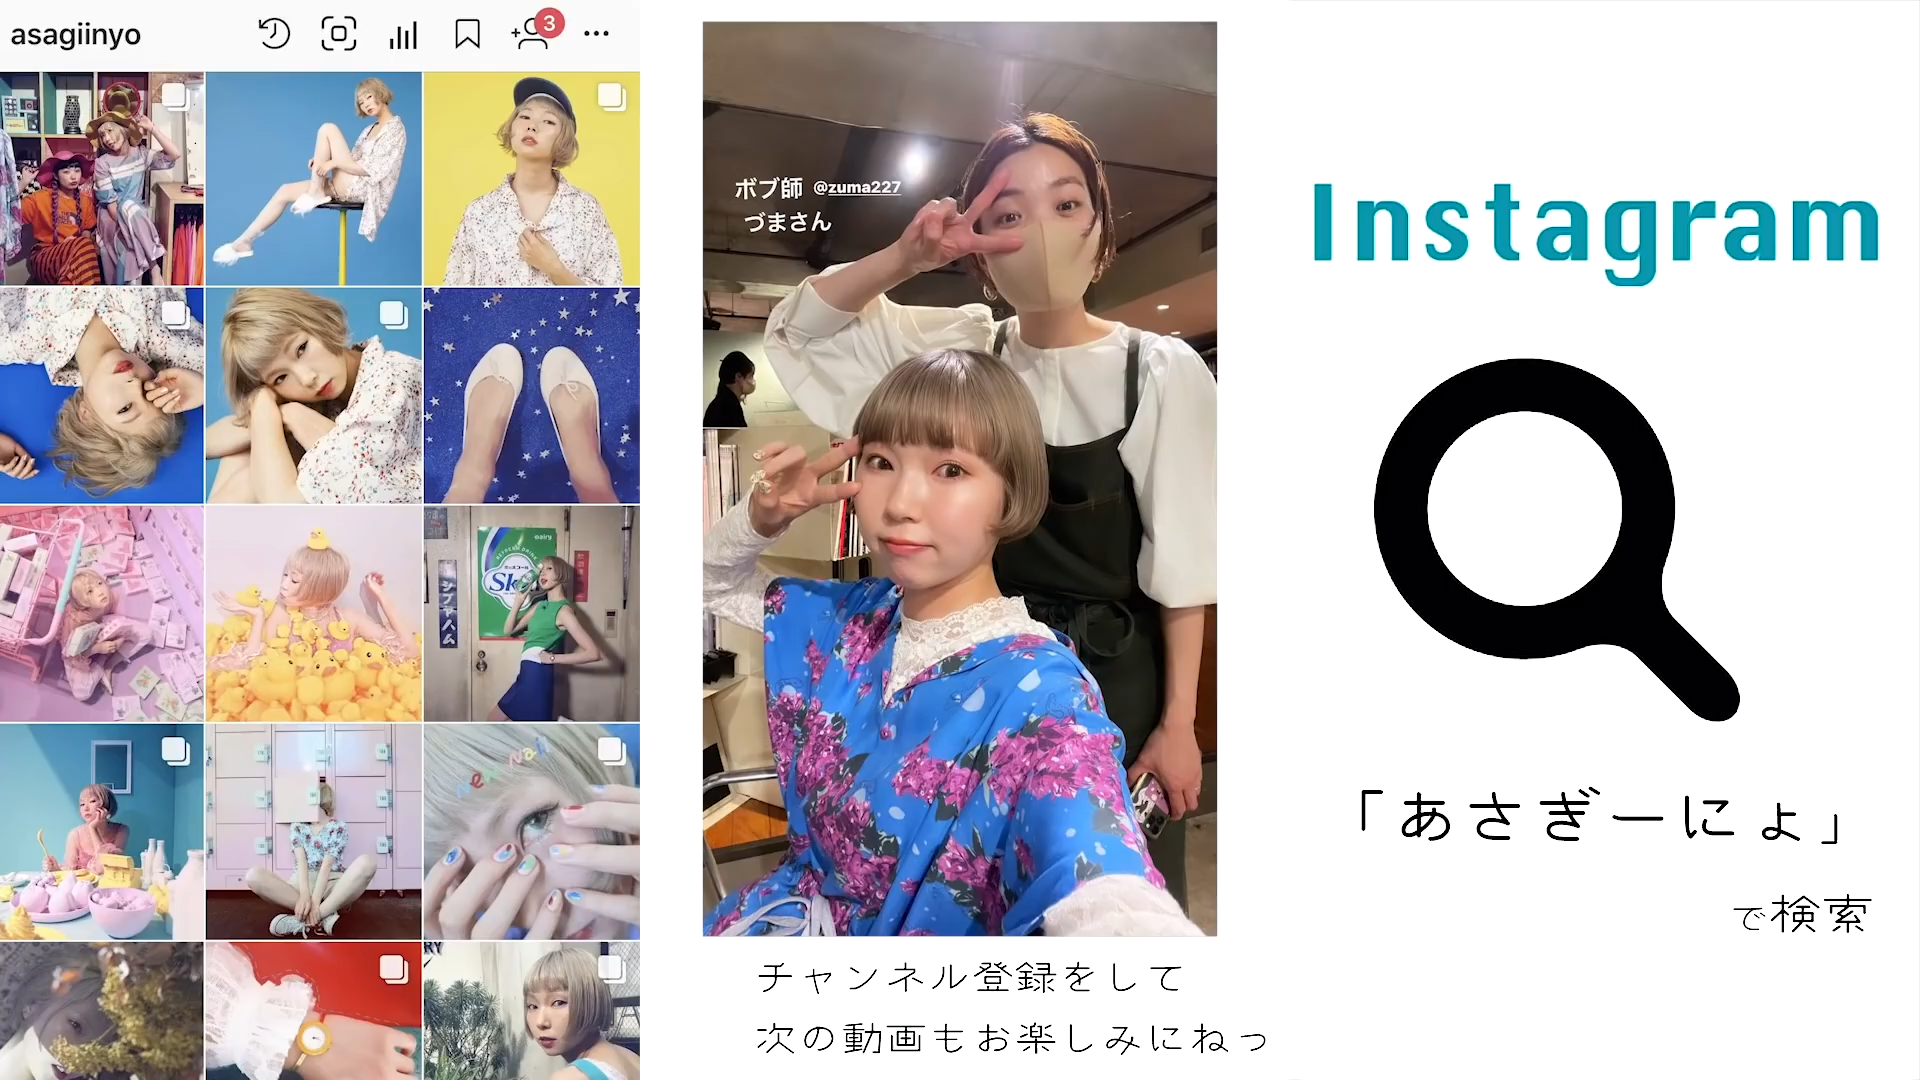 asagiinyo
3
ボブ師 @zuma227
づまさん
Instagram
「あさぎーにょ」
で検索
チャンネル登録をして
次の動画もお楽しみにねっ